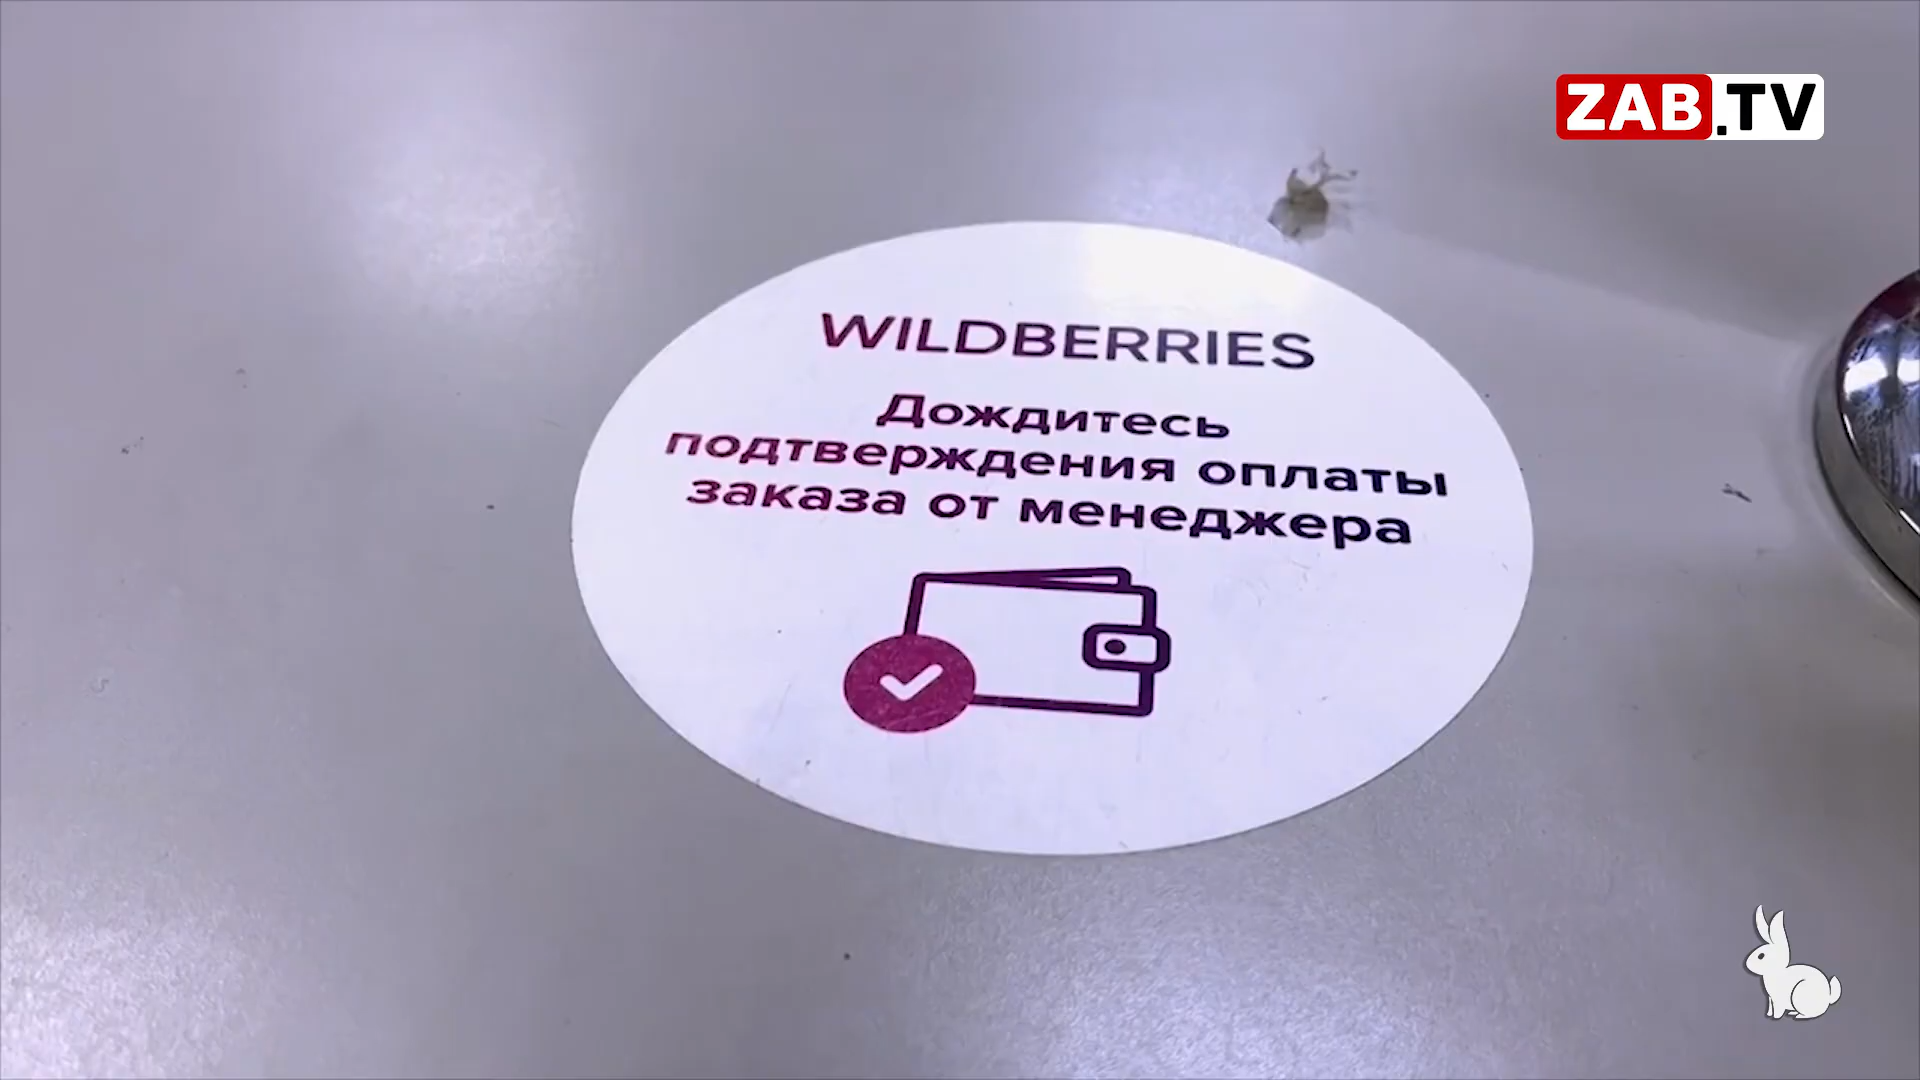 ZAB.TV
WILDBERRIES
Дождитесь
подтверждения оплаты
заказа от менеджера